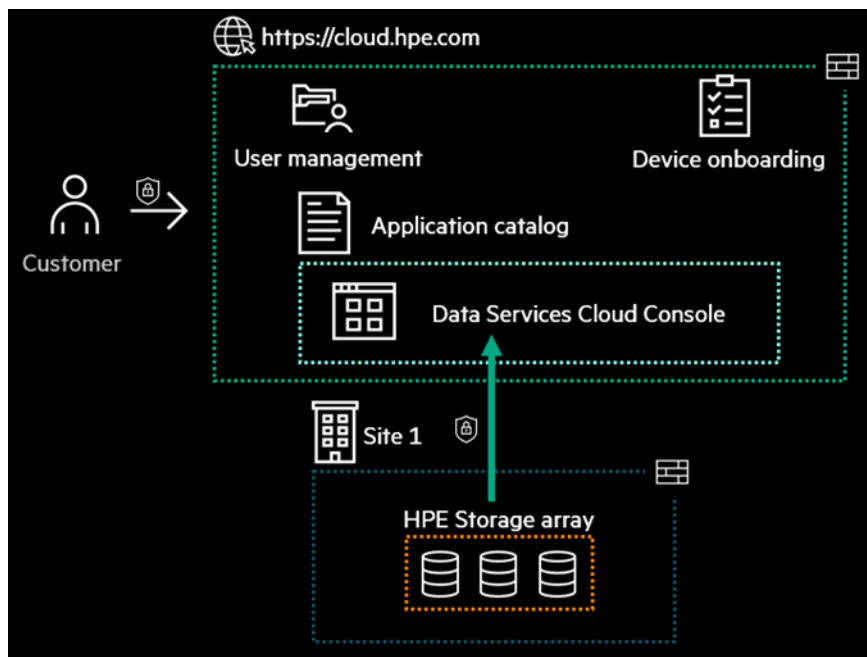 https://cloud.hpe.com
User management
Device onboarding
Customer
Application catalog
Data Services Cloud Console
Site 1
HPE Storage array